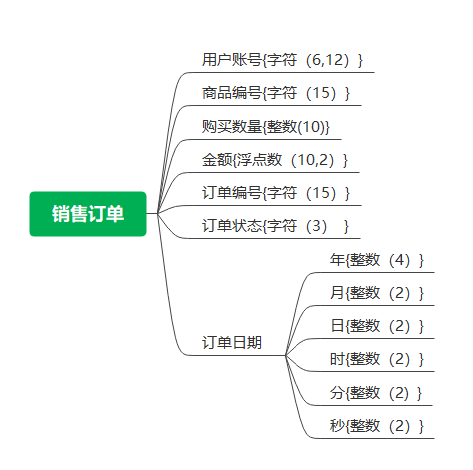 用户账号{字符（6,12）}
商品编号{字符（15）}
购买数量{整数(10)}
金额{浮点数（10,2）}
销售订单
订单编号{字符（15）}
订单状态{字符（3） }
年{整数（4）}
月{整数（2）}
日{整数（2）}
订单日期
时{整数（2）}
分{整数（2）}
秒{整数（2）}